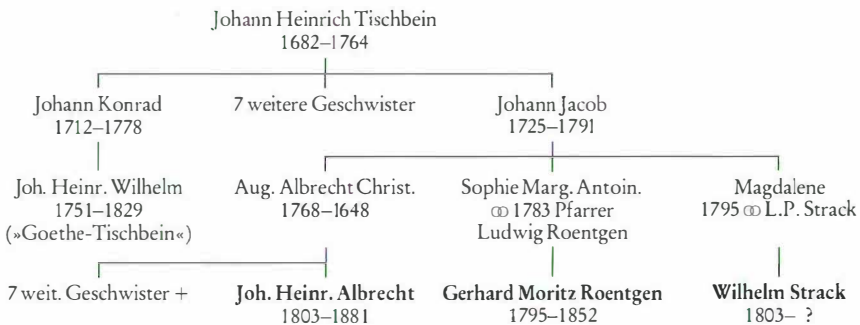 Johann Heinrich Tischbein
1682–1764
Johann Konrad 7 weitere Geschwister Johann Jacob
1712–1778 1725–1791
Joh. Heinr. Wilhelm Aug. Albrecht Christ. Sophie Marg. Antoin. Magdalene
1751–1829 1768–1648 ⚭ 1783 Pfarrer 1795 ⚭ L.P. Strack
(»Goethe-Tischbein«) Ludwig Roentgen
7 weit. Geschwister + Joh. Heinr. Albrecht Gerhard Moritz Roentgen Wilhelm Strack
1803–1881 1795–1852 1803– ?